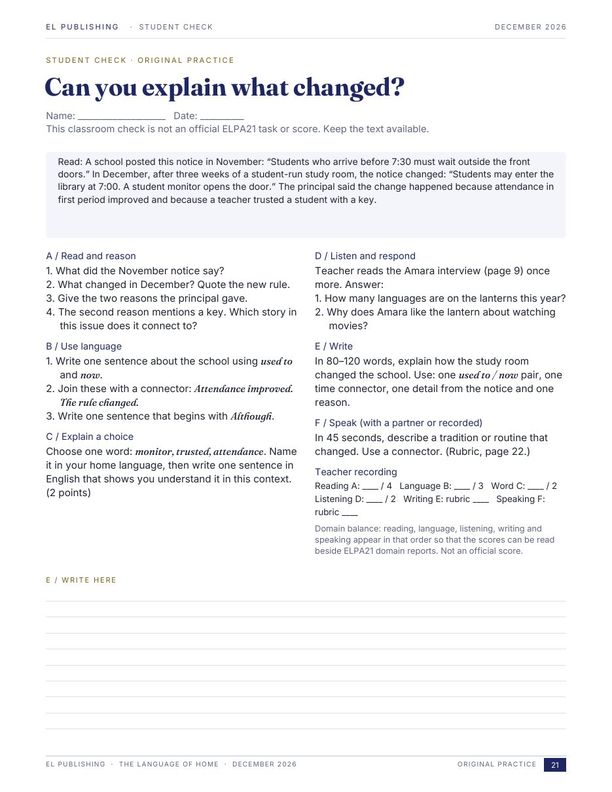 EL PUBLISHING · STUDENT CHECK
DECEMBER 2026
STUDENT CHECK · ORIGINAL PRACTICE
Can you explain what changed?
Name: ____________________ Date: __________
This classroom check is not an official ELPA21 task or score. Keep the text available.
Read: A school posted this notice in November: “Students who arrive before 7:30 must wait outside the front
doors.” In December, after three weeks of a student-run study room, the notice changed: “Students may enter the
library at 7:00. A student monitor opens the door.” The principal said the change happened because attendance in
first period improved and because a teacher trusted a student with a key.
A / Read and reason
1. What did the November notice say?
2. What changed in December? Quote the new rule.
3. Give the two reasons the principal gave.
4. The second reason mentions a key. Which story in
this issue does it connect to?
B / Use language
1. Write one sentence about the school using used to
and now.
2. Join these with a connector: Attendance improved.
The rule changed.
3. Write one sentence that begins with Although.
C / Explain a choice
Choose one word: monitor, trusted, attendance. Name
it in your home language, then write one sentence in
English that shows you understand it in this context.
(2 points)
D / Listen and respond
Teacher reads the Amara interview (page 9) once
more. Answer:
1. How many languages are on the lanterns this year?
2. Why does Amara like the lantern about watching
movies?
E / Write
In 80–120 words, explain how the study room
changed the school. Use: one used to / now pair, one
time connector, one detail from the notice and one
reason.
F / Speak (with a partner or recorded)
In 45 seconds, describe a tradition or routine that
changed. Use a connector. (Rubric, page 22.)
Teacher recording
Reading A: ____ / 4 Language B: ____ / 3 Word C: ____ / 2
Listening D: ____ / 2 Writing E: rubric ____ Speaking F:
rubric ____
Domain balance: reading, language, listening, writing and
speaking appear in that order so that the scores can be read
beside ELPA21 domain reports. Not an official score.
E / WRITE HERE
EL PUBLISHING · THE LANGUAGE OF HOME · DECEMBER 2026
ORIGINAL PRACTICE 21